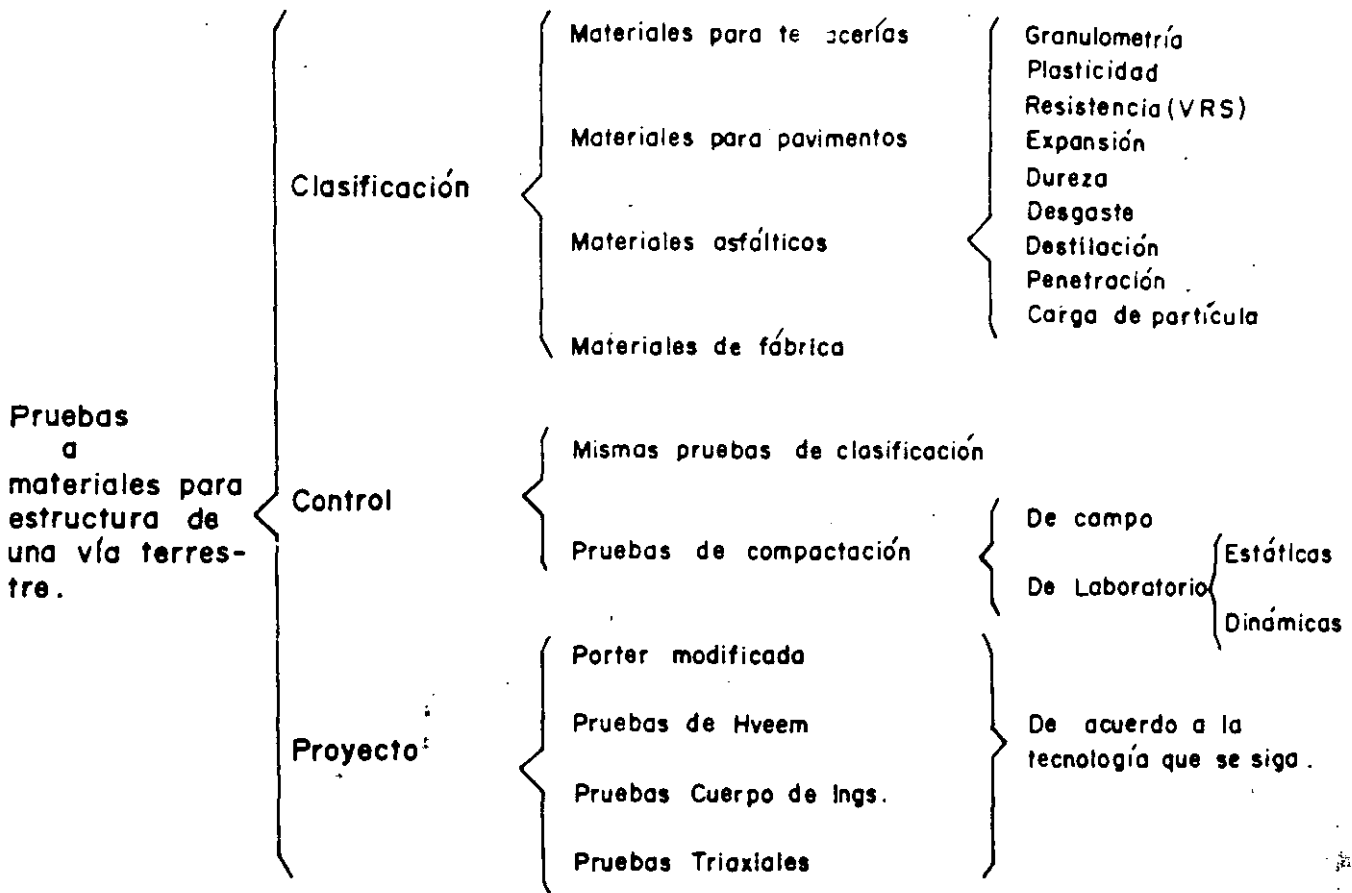 Pruebas
a
materiales para
estructura de
una vía terres-
tre.
Clasificación
Materiales para
Materiales para pavimentos
Materiales asfálticos
Materiales de fábrica
Granulometría
Plasticidad
Resistencia (VRS)
Expansión
Dureza
Desgaste
Destilación
Penetración
Carga de partícula
Control
Mismas pruebas de clasificación
Pruebas de compactación
De campo
De Laboratorio
Estáticas
Dinámicas
Proyecto
Porter modificada
Pruebas de Hveem
Pruebas Cuerpo de Ings.
Pruebas Triaxiales
De acuerdo a la
tecnología que se siga.